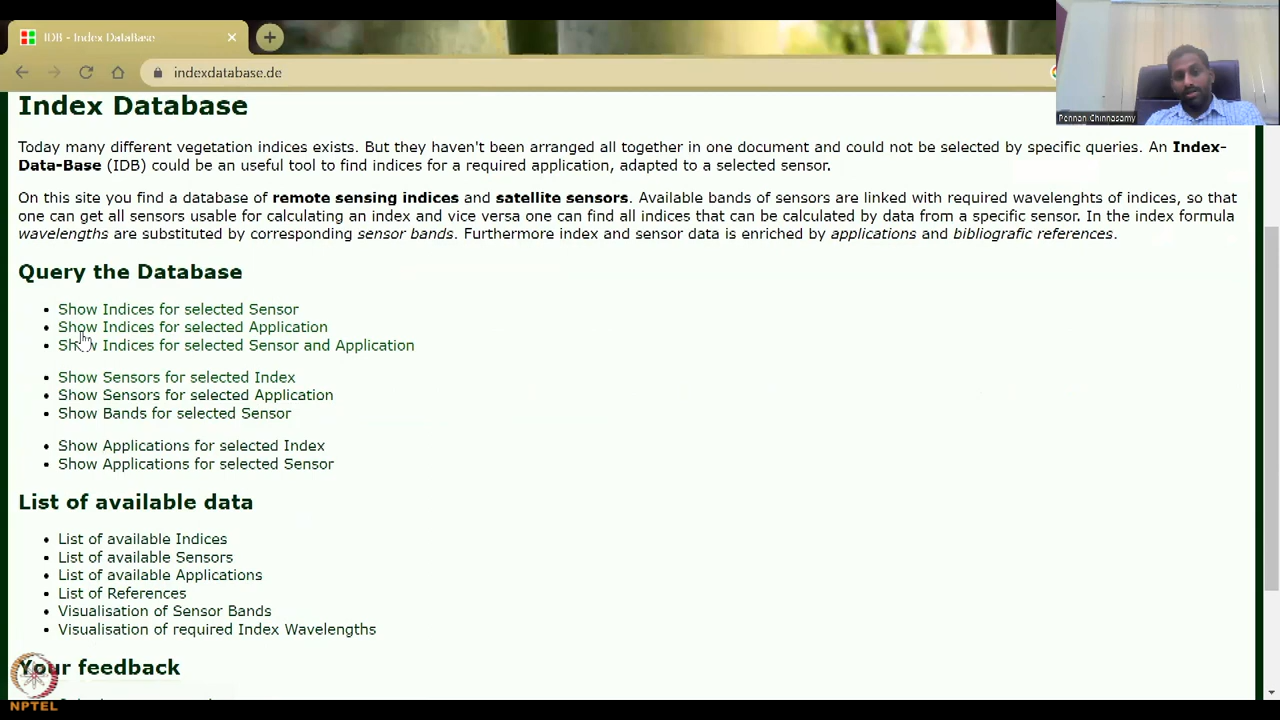 IDB - Index DataBase
indexdatabase.de
Pennan Chinnasamy
Index Database
Today many different vegetation indices exists. But they haven't been arranged all together in one document and could not be selected by specific queries. An Index-
Data-Base (IDB) could be an useful tool to find indices for a required application, adapted to a selected sensor.
On this site you find a database of remote sensing indices and satellite sensors. Available bands of sensors are linked with required wavelenghts of indices, so that
one can get all sensors usable for calculating an index and vice versa one can find all indices that can be calculated by data from a specific sensor. In the index formula
wavelengths are substituted by corresponding sensor bands. Furthermore index and sensor data is enriched by applications and bibliografic references.
Query the Database
Show Indices for selected Sensor
Show Indices for selected Application
Show Indices for selected Sensor and Application
Show Sensors for selected Index
Show Sensors for selected Application
Show Bands for selected Sensor
Show Applications for selected Index
Show Applications for selected Sensor
List of available data
List of available Indices
List of available Sensors
List of available Applications
List of References
Visualisation of Sensor Bands
Visualisation of required Index Wavelengths
Your feedback
NPTEL